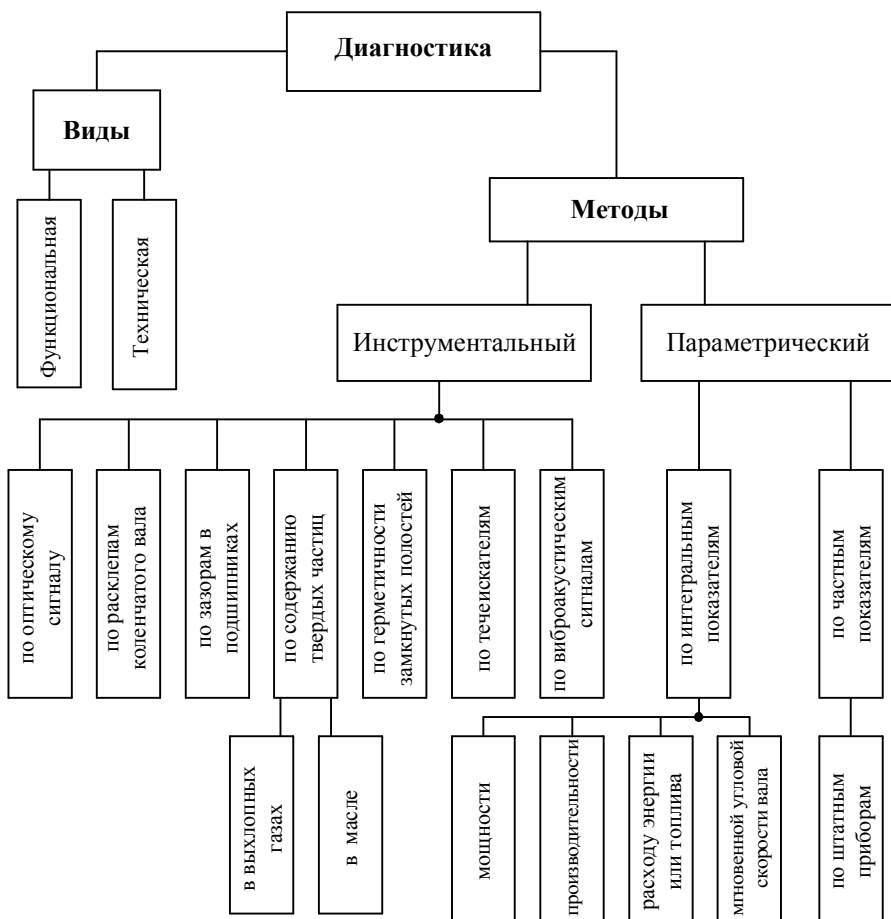 Диагностика
Виды
Методы
Функциональная
Техническая
Инструментальный
Параметрический
по оптическому
сигналу
по расклепам
коленчатого вала
по зазорам в
подшипниках
по содержанию
твердых частиц
по герметичности
замкнутых полостей
по течеискателям
по виброакустическим
сигналам
по интегральным
показателям
по частным
показателям
в выхлопных
газах
в масле
мощности
производительности
расходу энергии
или топлива
мгновенной угловой
скорости вала
по штатным
приборам